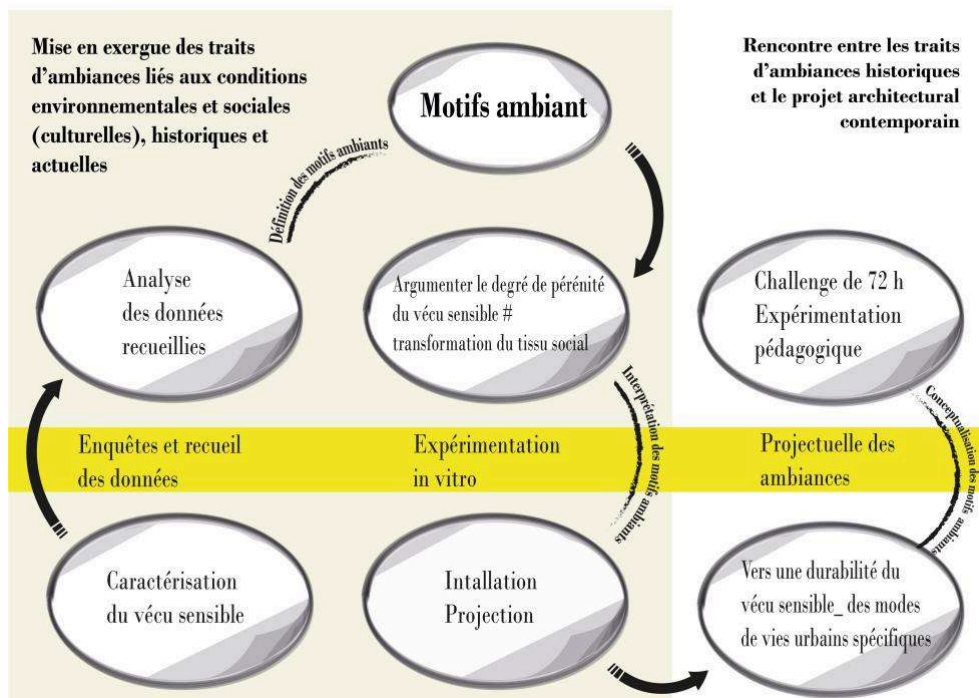 Mise en exergue des traits
d'ambiances liés aux conditions
environnementales et sociales
(culturelles), historiques et
actuelles
Motifs ambiant
Rencontre entre les traits
d'ambiances historiques
et le projet architectural
contemporain
Définition des motifs ambiants
Analyse
des données
recueillies
Argumenter le degré de pérénité
du vécu sensible #
transformation du tissu social
Challenge de 72 h
Expérimentation
pédagogique
Interprétation des motifs ambiants
Conceptualisation des motifs ambiants
Enquêtes et recueil
des données
Expérimentation
in vitro
Projectuelle des
ambiances
Caractérisation
du vécu sensible
Intallation
Projection
Vers une durabilité du
vécu sensible_ des modes
de vies urbains spécifiques